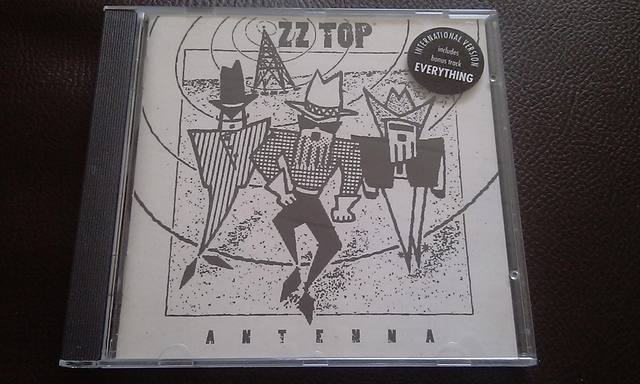 ZZ TOP
INTERNATIONAL VERSION
includes
bonus track
EVERYTHING
ANTENNA